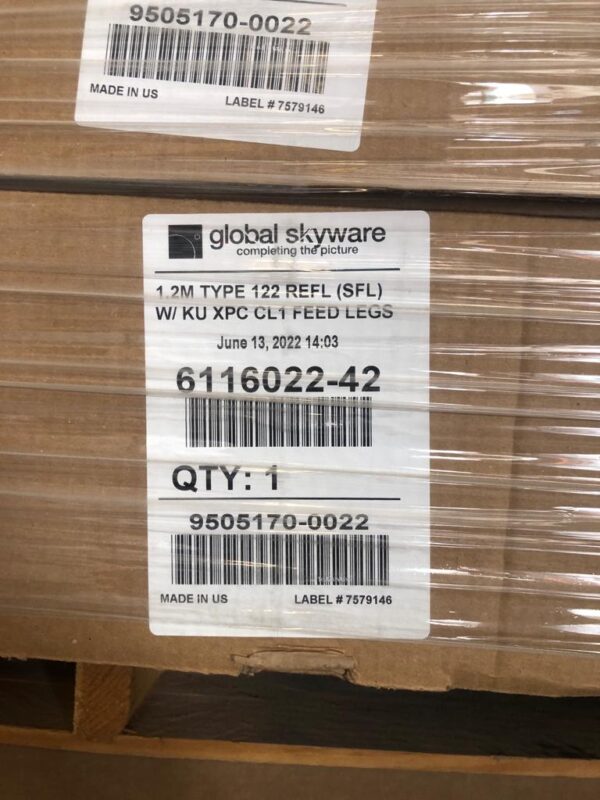 9505170-0022
MADE IN US
LABEL # 7579146
global skyware
completing the picture
1.2M TYPE 122 REFL (SFL)
W/ KU XPC CL1 FEED LEGS
June 13, 2022 14:03
6116022-42
QTY: 1
9505170-0022
MADE IN US
LABEL # 7579146